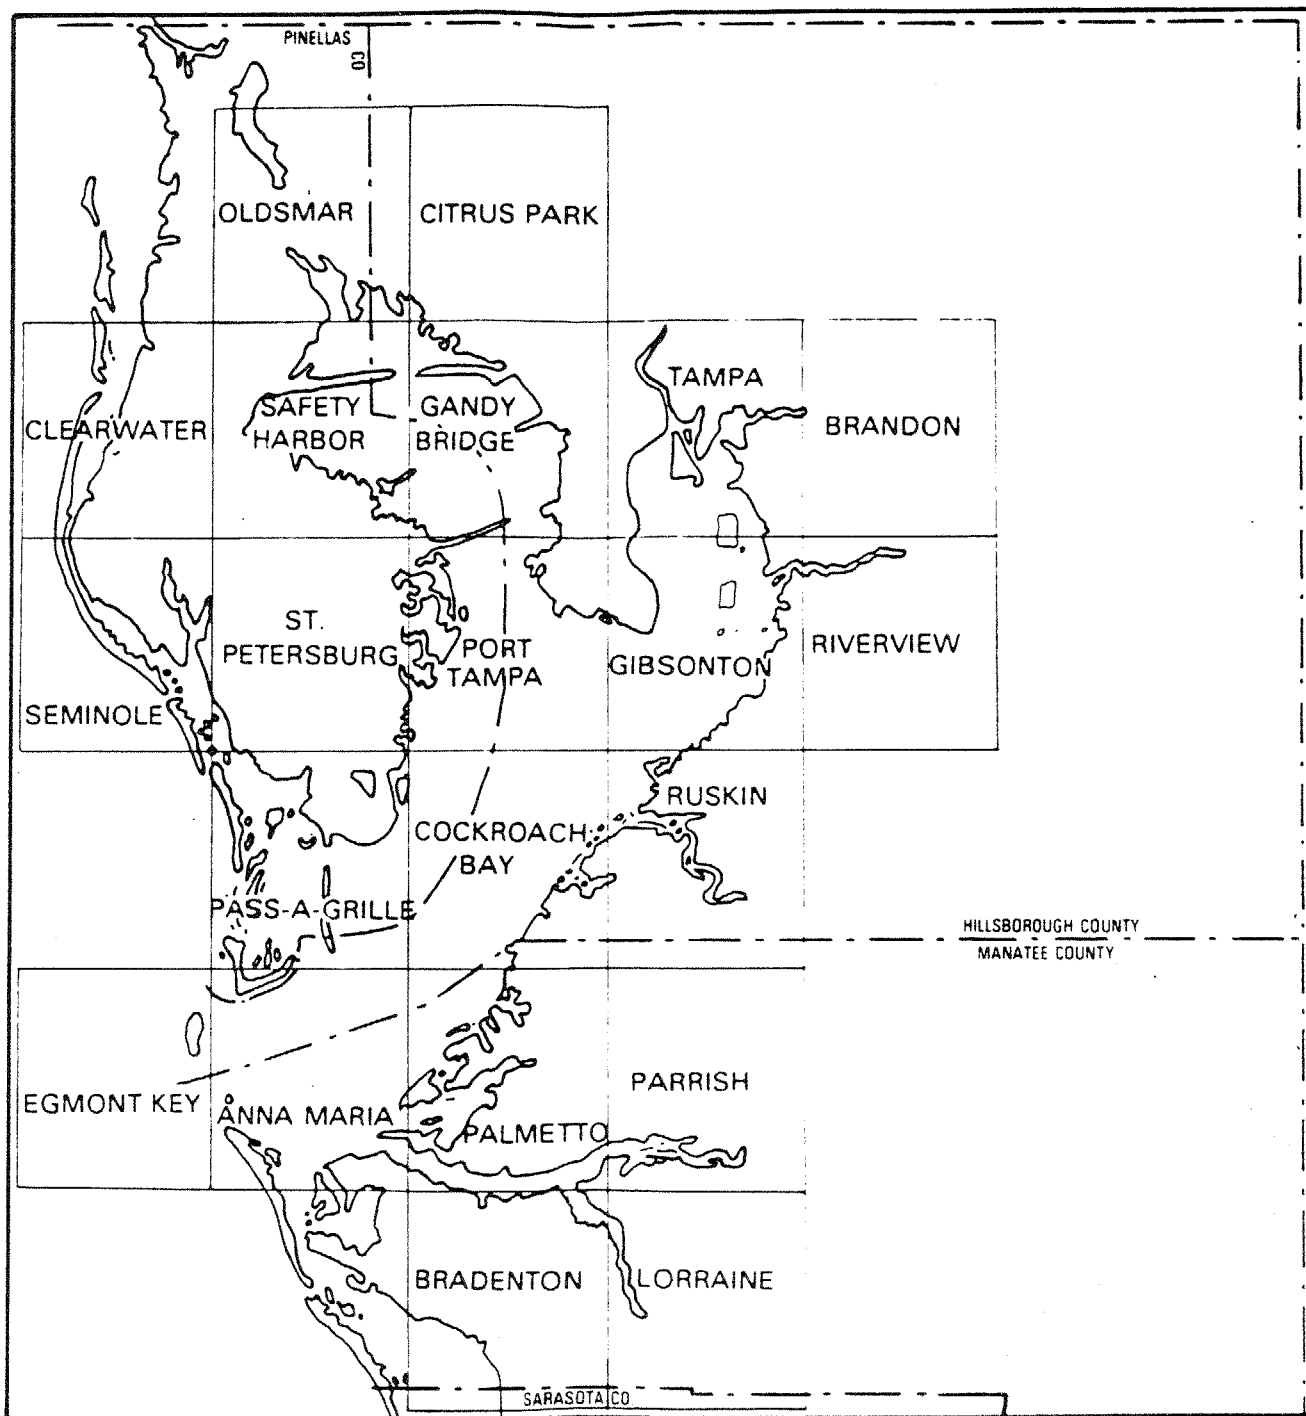 PINELLAS
CO
OLDSMAR
CITRUS PARK
TAMPA
CLEARWATER
SAFETY
HARBOR
GANDY
BRIDGE
BRANDON
ST.
PETERSBURG
PORT
TAMPA
GIBSONTON
RIVERVIEW
SEMINOLE
RUSKIN
COCKROACH
BAY
PASS-A-GRILLE
HILLSBOROUGH COUNTY
MANATEE COUNTY
EGMONT KEY
ANNA MARIA
PARRISH
PALMETTO
BRADENTON
LORRAINE
SARASOTA CO